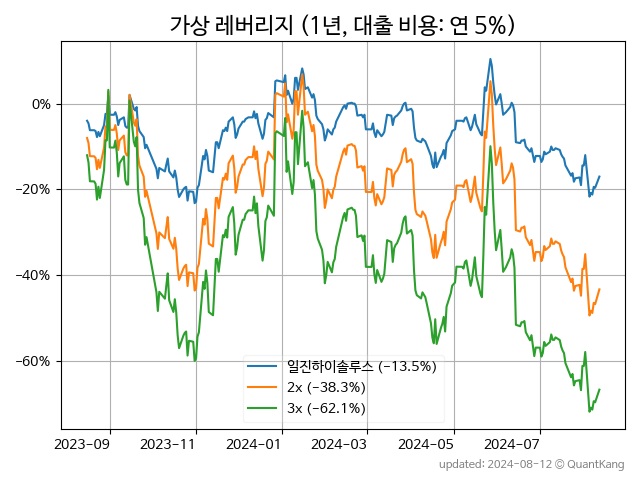 가상 레버리지 (1년, 대출 비용: 연 5%)
0%
−20%
−40%
−60%
일진하이솔루스 (−13.5%)
2x (−38.3%)
3x (−62.1%)
2023-09 2023-11 2024-01 2024-03 2024-05 2024-07
updated: 2024-08-12 © QuantKang